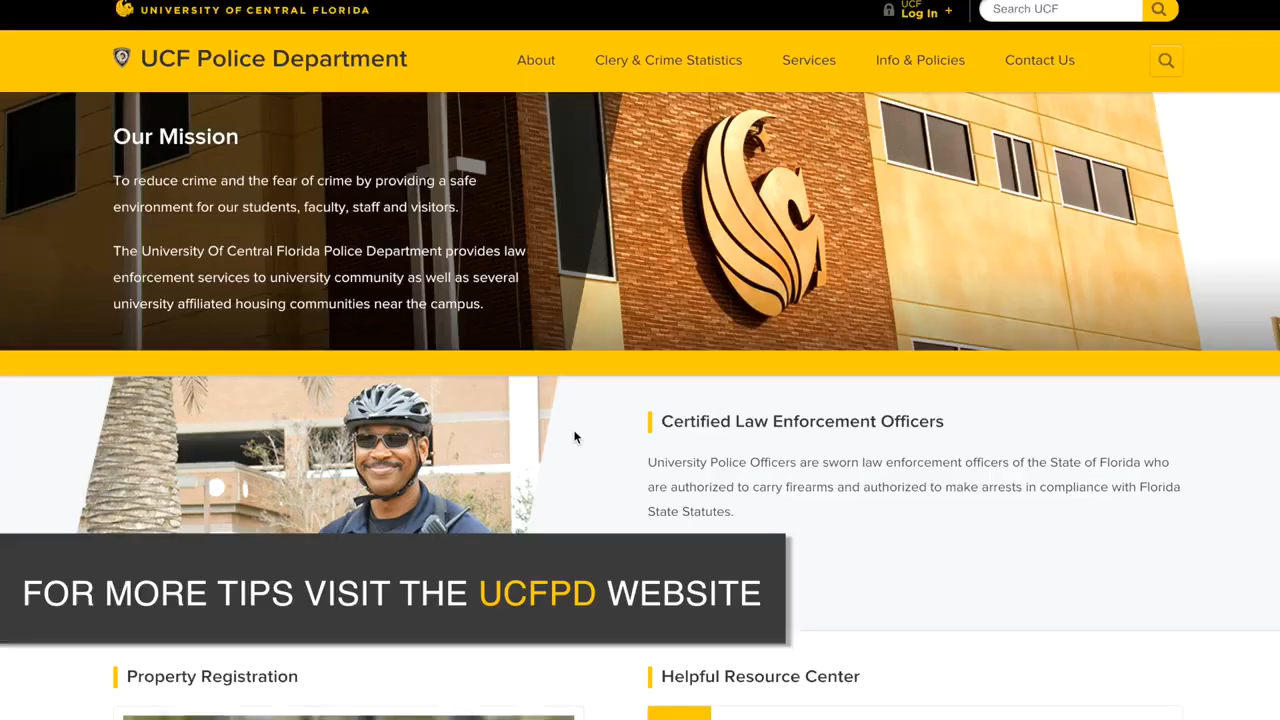 UNIVERSITY OF CENTRAL FLORIDA
UCF
Log In +
Search UCF
UCF Police Department
About
Clery & Crime Statistics
Services
Info & Policies
Contact Us
Our Mission
To reduce crime and the fear of crime by providing a safe
environment for our students, faculty, staff and visitors.
The University Of Central Florida Police Department provides law
enforcement services to university community as well as several
university affiliated housing communities near the campus.
Certified Law Enforcement Officers
University Police Officers are sworn law enforcement officers of the State of Florida who
are authorized to carry firearms and authorized to make arrests in compliance with Florida
State Statutes.
FOR MORE TIPS VISIT THE UCFPD WEBSITE
Property Registration
Helpful Resource Center